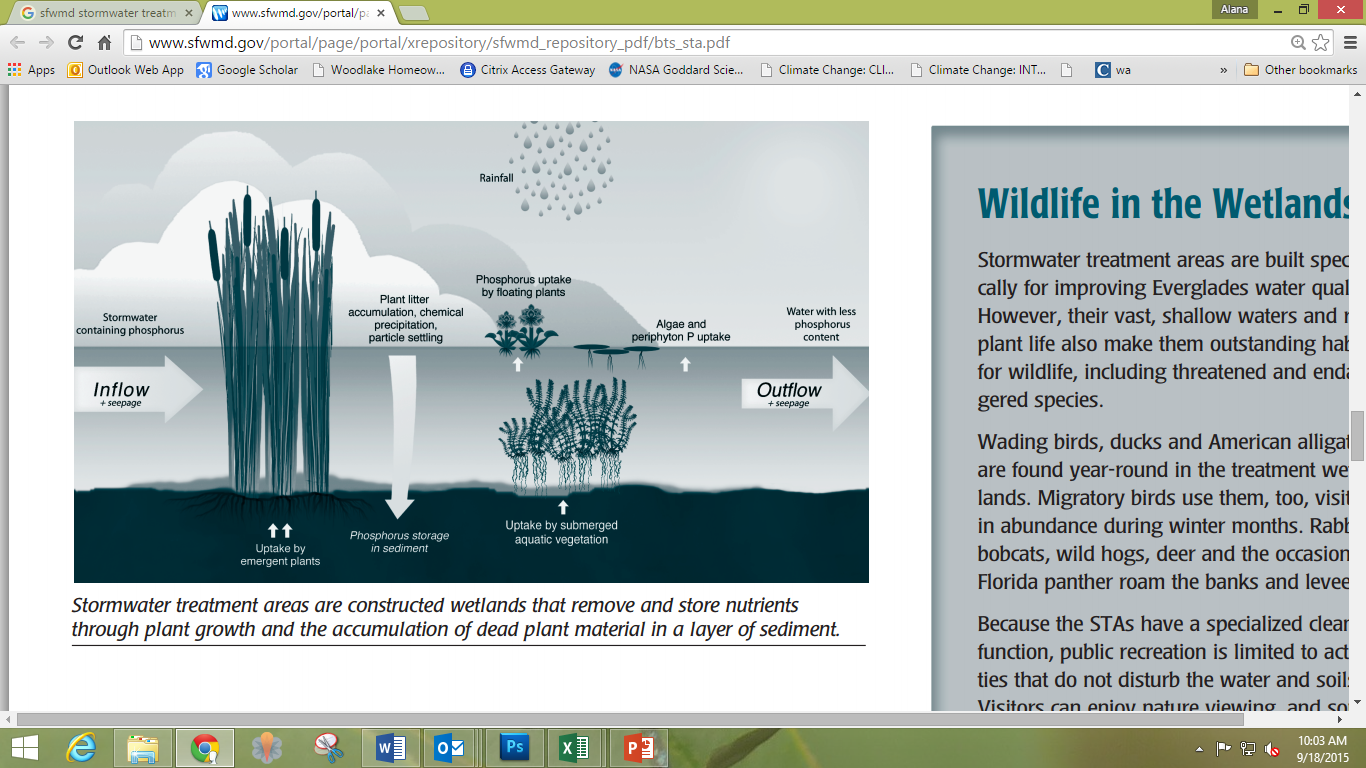 sfwmd stormwater treatm
www.sfwmd.gov/portal/pa
Alana
www.sfwmd.gov/portal/page/portal/xrepository/sfwmd_repository_pdf/bts_sta.pdf
Apps
Outlook Web App
Google Scholar
Woodlake Homeow...
Citrix Access Gateway
NASA Goddard Scie...
Climate Change: CLI...
Climate Change: INT...
wa
»
Other bookmarks
Rainfall
Stormwater
containing phosphorus
Plant litter
accumulation, chemical
precipitation,
particle settling
Phosphorus uptake
by floating plants
Algae and
periphyton P uptake
Water with less
phosphorus
content
Inflow
+ seepage
Outflow
+ seepage
Uptake by
emergent plants
Phosphorus storage
in sediment
Uptake by submerged
aquatic vegetation
Stormwater treatment areas are constructed wetlands that remove and store nutrients
through plant growth and the accumulation of dead plant material in a layer of sediment.
Wildlife in the Wetlands
Stormwater treatment areas are built spec
cally for improving Everglades water qual
However, their vast, shallow waters and r
plant life also make them outstanding hab
for wildlife, including threatened and enda
gered species.
Wading birds, ducks and American alligat
are found year-round in the treatment we
lands. Migratory birds use them, too, visit
in abundance during winter months. Rabb
bobcats, wild hogs, deer and the occasion
Florida panther roam the banks and levee
Because the STAs have a specialized clean
function, public recreation is limited to act
ties that do not disturb the water and soils
Visitors can enjoy nature viewing, and so
10:03 AM
9/18/2015